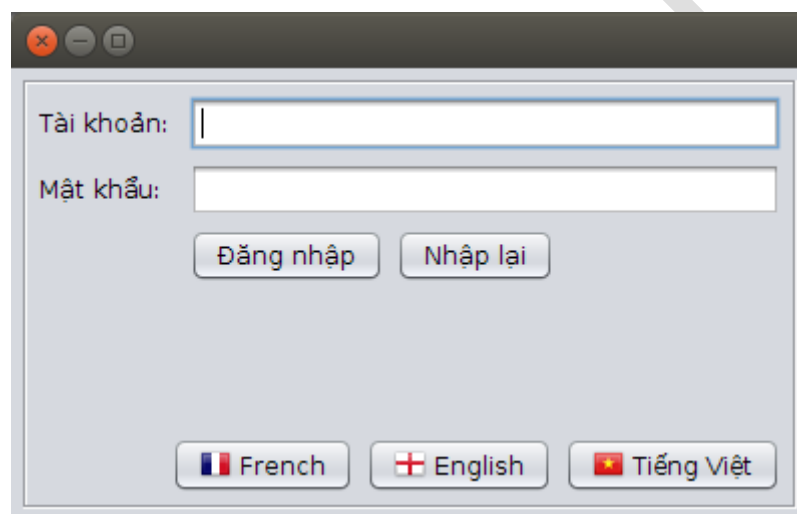 Tài khoản:
Mật khẩu:
Đăng nhập Nhập lại
French English Tiếng Việt